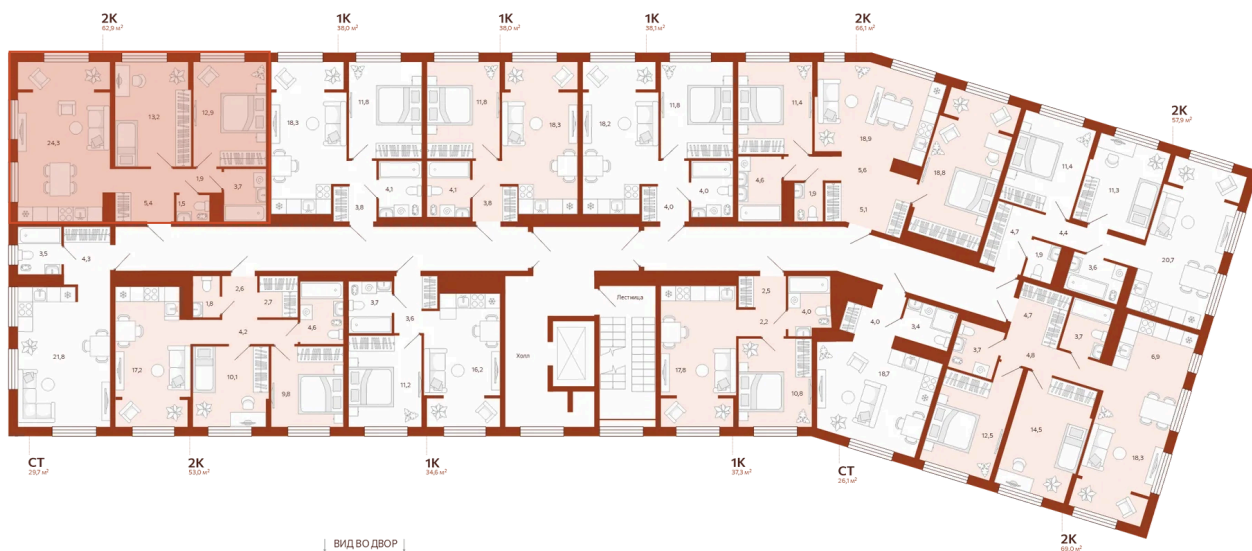 2К
62,9 м²
1К
38,0 м²
1К
38,0 м²
1К
38,1 м²
2К
66,1 м²
2К
57,9 м²
24,3
13,2
12,9
5,4
1,9
1,5
3,7
18,3
11,8
4,1
3,8
11,8
18,3
4,1
3,8
18,2
11,8
4,0
4,0
11,4
18,9
4,6
1,9
5,6
5,1
18,8
11,4
11,3
4,7
4,4
1,9
3,6
20,7
3,5
4,3
21,8
1,8
2,6
2,7
4,2
4,6
17,2
10,1
9,8
3,7
3,6
11,2
16,2
Холл
Лестница
2,5
2,2
4,0
17,8
10,8
4,0
3,4
18,7
3,7
4,7
4,8
3,7
6,9
12,5
14,5
18,3
СТ
29,7 м²
2К
53,0 м²
1К
34,6 м²
1К
37,3 м²
СТ
26,1 м²
2К
69,0 м²
ВИД ВО ДВОР